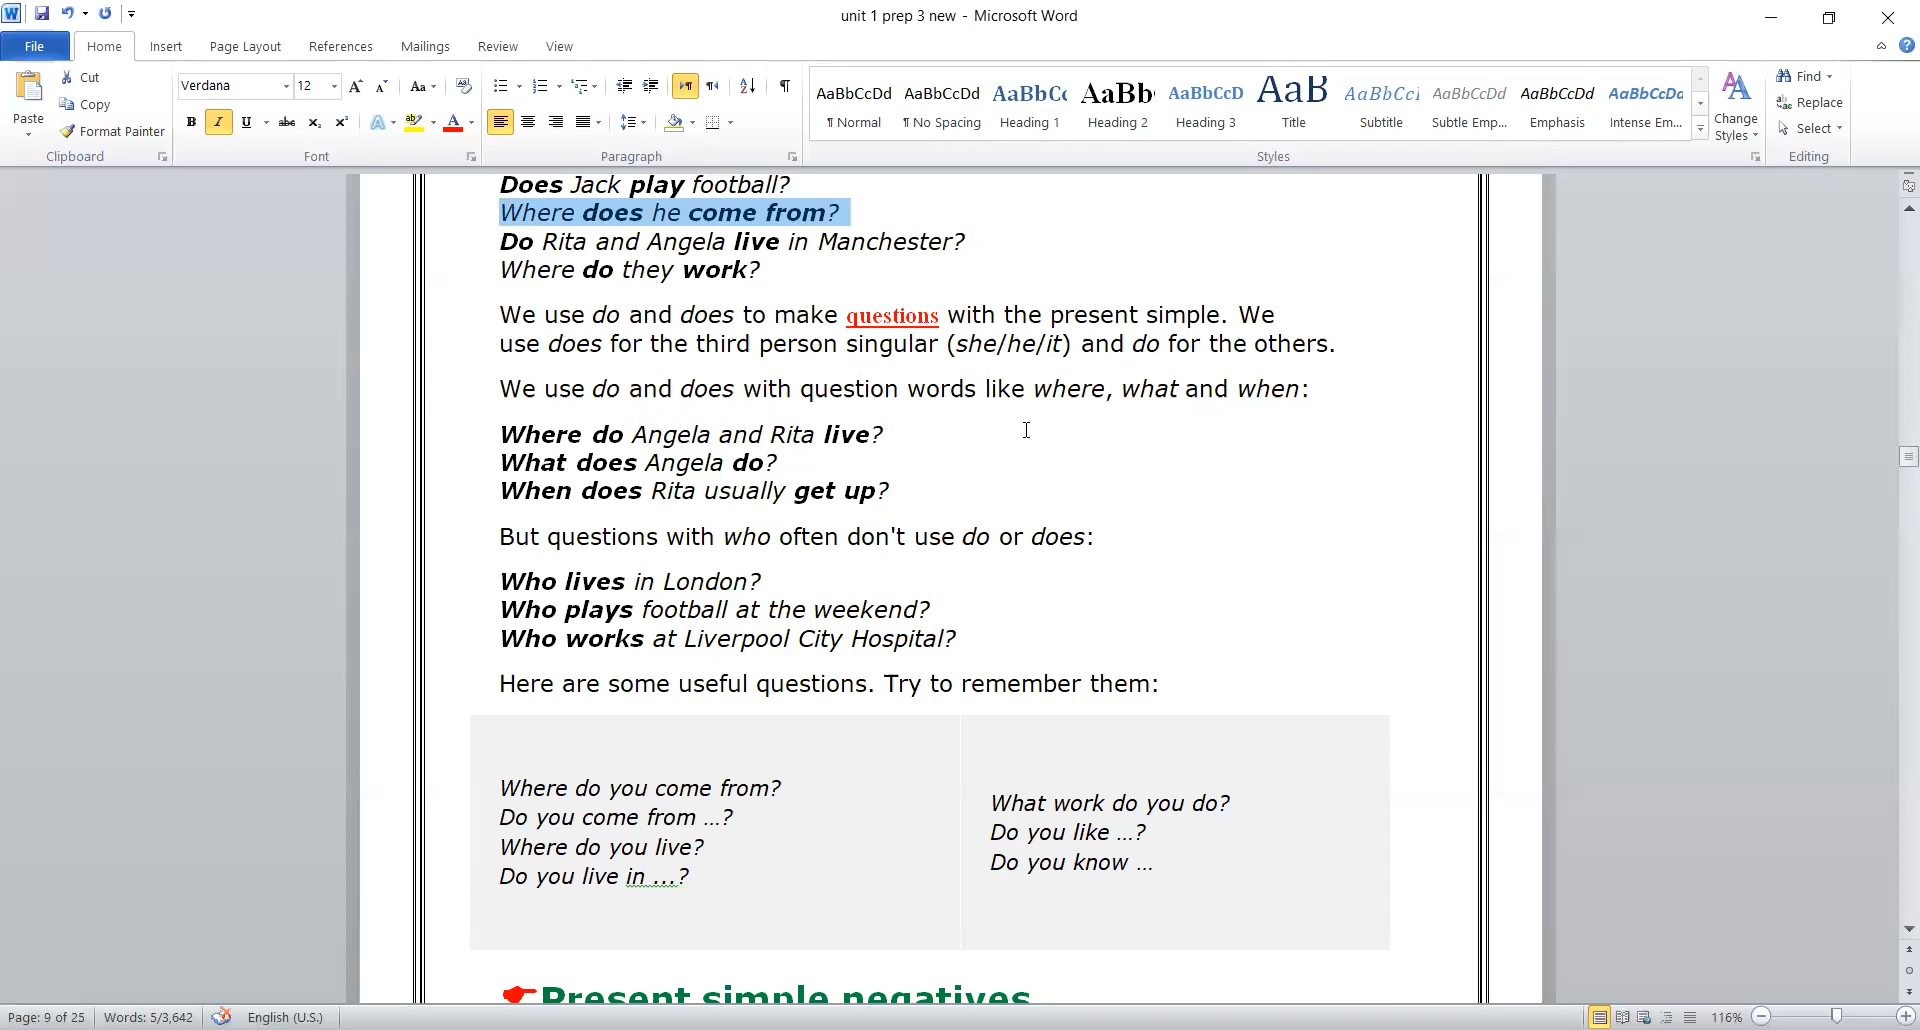 unit 1 prep 3 new - Microsoft Word
File Home Insert Page Layout References Mailings Review View
Paste
Cut
Copy
Format Painter
Clipboard
Verdana 12
Font
Paragraph
AaBbCcDd AaBbCcDd AaBbCc AaBb( AaBbCcD AaB AaBbCcI AaBbCcDd AaBbCcDd AaBbCcDd
¶ Normal ¶ No Spacing Heading 1 Heading 2 Heading 3 Title Subtitle Subtle Emp... Emphasis Intense Em...
Styles
Change Styles
Find
Replace
Select
Editing
Does Jack play football?
Where does he come from?
Do Rita and Angela live in Manchester?
Where do they work?
We use do and does to make questions with the present simple. We
use does for the third person singular (she/he/it) and do for the others.
We use do and does with question words like where, what and when:
Where do Angela and Rita live?
What does Angela do?
When does Rita usually get up?
But questions with who often don't use do or does:
Who lives in London?
Who plays football at the weekend?
Who works at Liverpool City Hospital?
Here are some useful questions. Try to remember them:
Where do you come from?
Do you come from …?
Where do you live?
Do you live in …?
What work do you do?
Do you like …?
Do you know …
Present simple negatives
Page: 9 of 25 Words: 5/3,642 English (U.S.) 116%